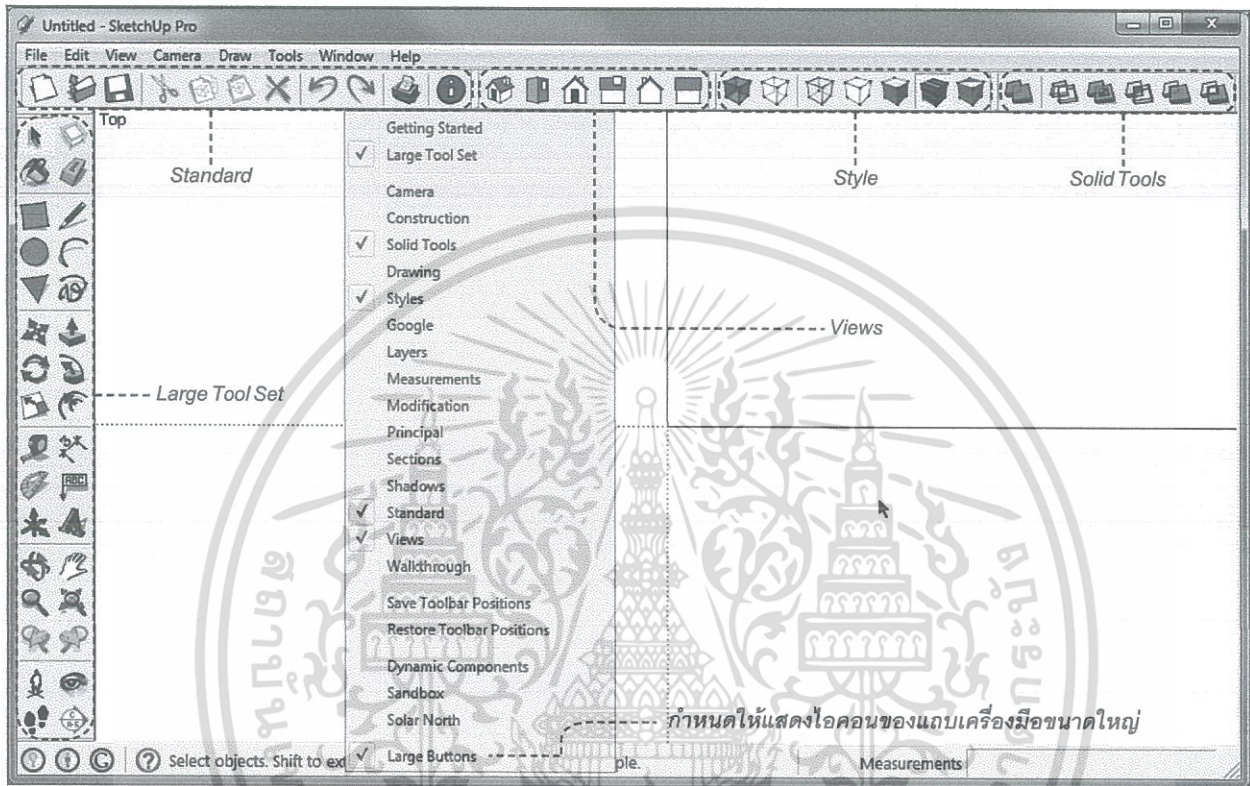 Untitled - SketchUp Pro
File Edit View Camera Draw Tools Window Help
Top
Standard
Getting Started
Large Tool Set
Camera
Construction
Solid Tools
Drawing
Styles
Google
Layers
Measurements
Modification
Principal
Sections
Shadows
Standard
Views
Walkthrough
Save Toolbar Positions
Restore Toolbar Positions
Dynamic Components
Sandbox
Solar North
Large Buttons
Style
Solid Tools
Views
Large Tool Set
ABC
กำหนดให้แสดงไอคอนของแถบเครื่องมือขนาดใหญ่
Select objects. Shift to ex
ple.
Measurements